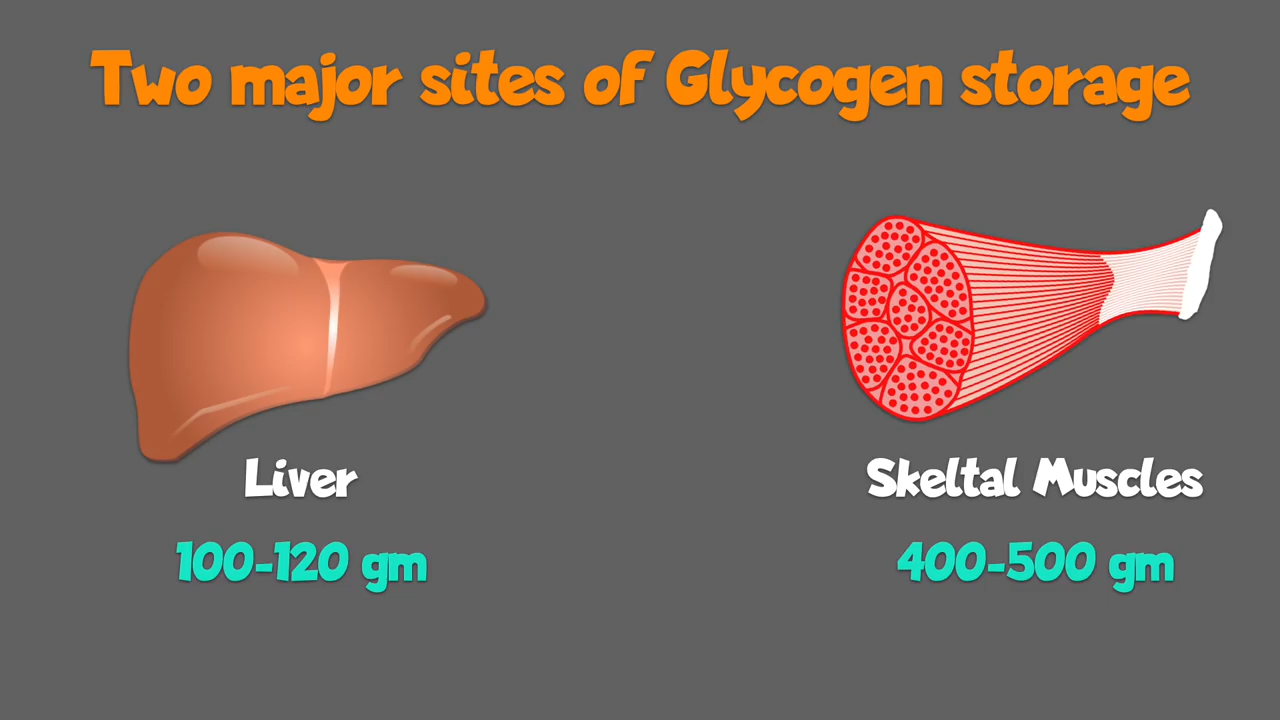 Two major sites of Glycogen storage
Liver
Skeltal Muscles
100-120 gm
400-500 gm